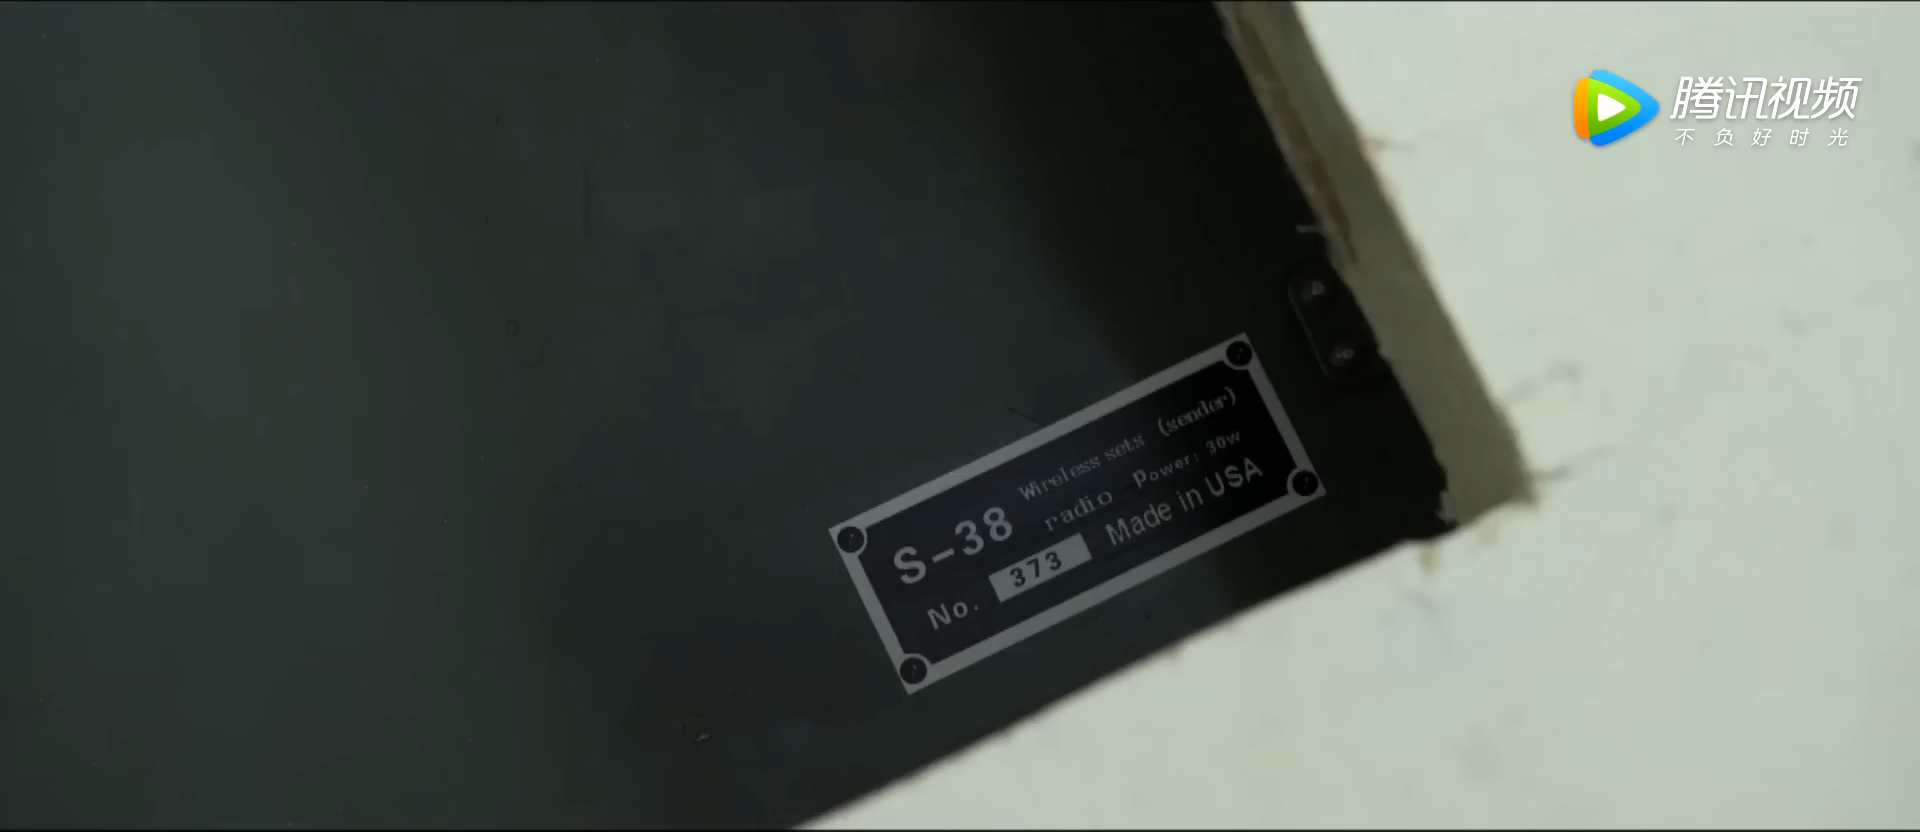 腾讯视频
不负好时光
S-38 Wireless sets (sender)
radio Power: 30w
No. 373 Made in USA